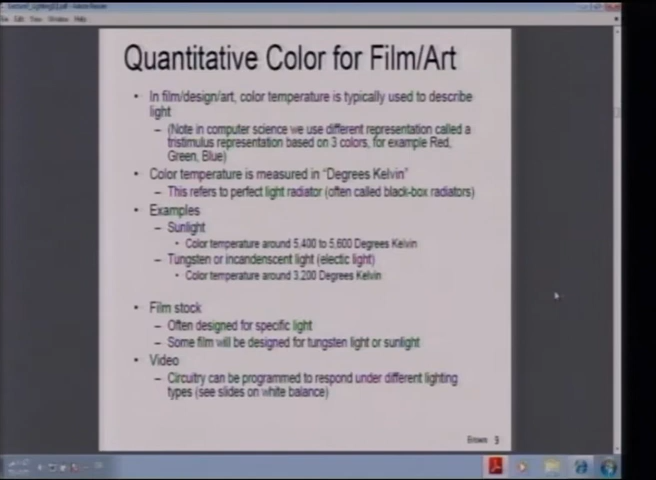 Quantitative Color for Film/Art
• In film/design/art, color temperature is typically used to describe
light
– (Note in computer science we use different representation called a
tristimulus representation based on 3 colors, for example Red,
Green, Blue)
• Color temperature is measured in “Degrees Kelvin”
– This refers to perfect light radiator (often called black-box radiators)
• Examples
– Sunlight
• Color temperature around 5,400 to 5,600 Degrees Kelvin
– Tungsten or incandenscent light (electic light)
• Color temperature around 3,200 Degrees Kelvin
• Film stock
– Often designed for specific light
– Some film will be designed for tungsten light or sunlight
• Video
– Circuitry can be programmed to respond under different lighting
types (see slides on white balance)
Brown 9